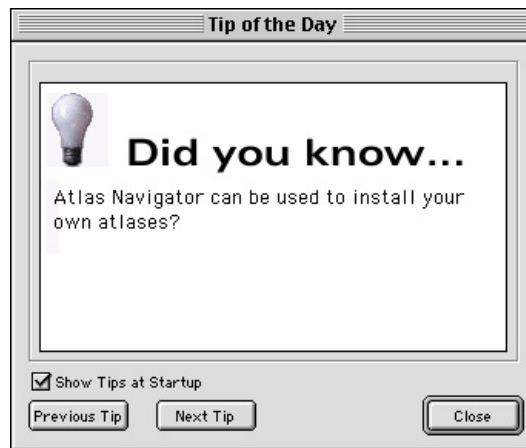 Tip of the Day
Did you know...
Atlas Navigator can be used to install your
own atlases?
Show Tips at Startup
Previous Tip
Next Tip
Close